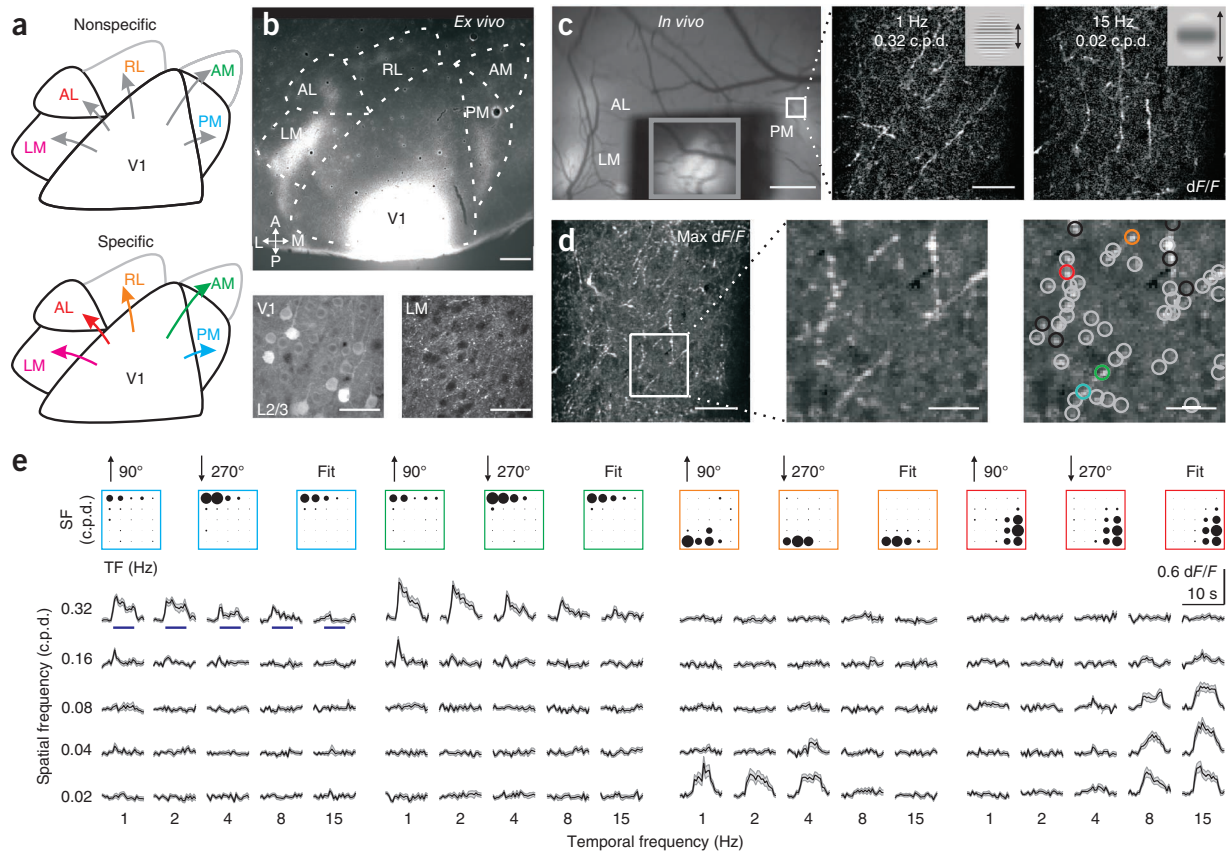 a
Nonspecific
RL
AM
AL
LM
PM
V1
Specific
RL
AM
AL
LM
PM
V1
b
Ex vivo
RL
AL
AM
LM
PM
V1
A
L
M
P
V1
L2/3
LM
c
In vivo
AL
LM
PM
1 Hz
0.32 c.p.d.
15 Hz
0.02 c.p.d.
dF/F
d
Max dF/F
e
90° 270° Fit 90° 270° Fit 90° 270° Fit 90° 270° Fit
SF
(c.p.d.)
TF (Hz)
0.6 dF/F
10 s
Spatial frequency (c.p.d.)
0.32
0.16
0.08
0.04
0.02
1 2 4 8 15 1 2 4 8 15 1 2 4 8 15 1 2 4 8 15
Temporal frequency (Hz)